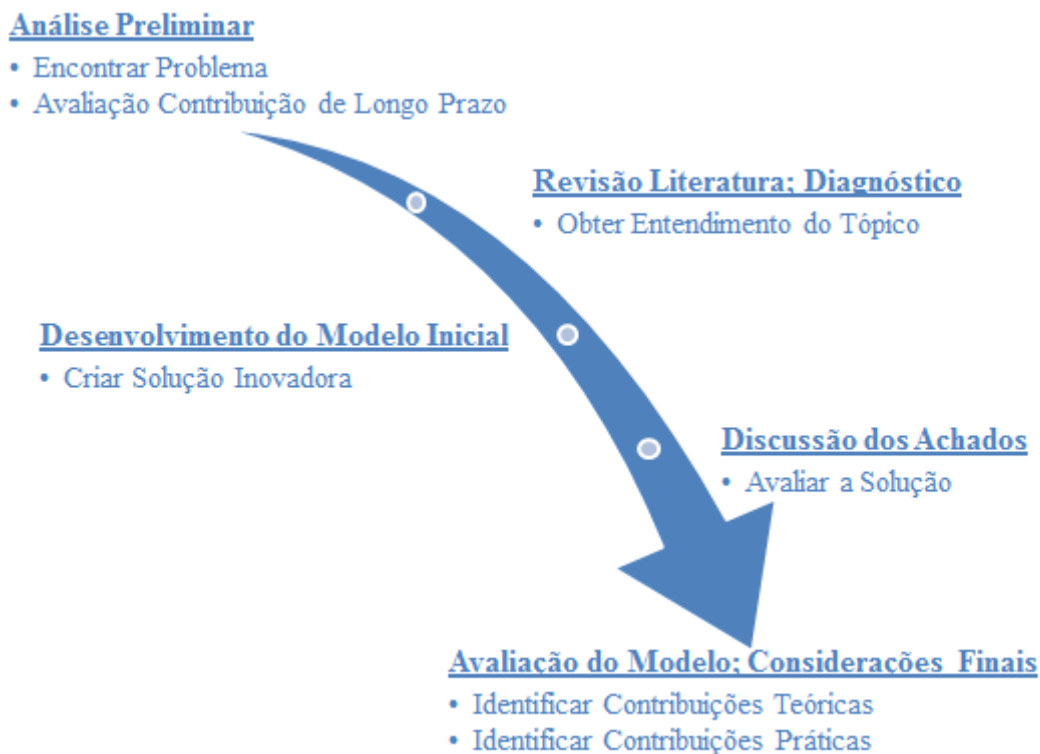 Análise Preliminar
• Encontrar Problema
• Avaliação Contribuição de Longo Prazo
Revisão Literatura; Diagnóstico
• Obter Entendimento do Tópico
Desenvolvimento do Modelo Inicial
• Criar Solução Inovadora
Discussão dos Achados
• Avaliar a Solução
Avaliação do Modelo; Considerações Finais
• Identificar Contribuições Teóricas
• Identificar Contribuições Práticas